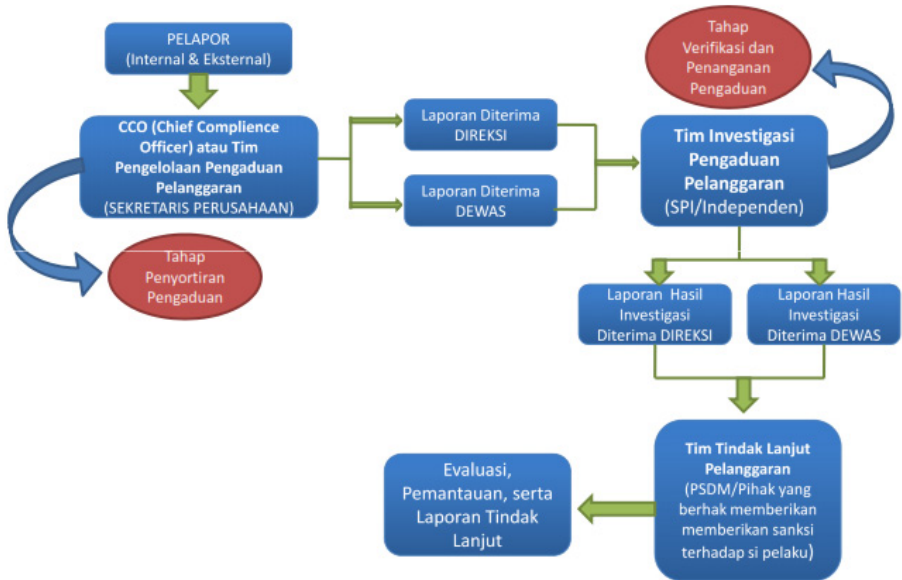 PELAPOR
(Internal & Eksternal)
CCO (Chief Complience
Officer) atau Tim
Pengelolaan Pengaduan
Pelanggaran
(SEKRETARIS PERUSAHAAN)
Tahap
Penyortiran
Pengaduan
Laporan Diterima
DIREKSI
Laporan Diterima
DEWAS
Tahap
Verifikasi dan
Penanganan
Pengaduan
Tim Investigasi
Pengaduan
Pelanggaran
(SPI/Independen)
Laporan Hasil
Investigasi
Diterima DIREKSI
Laporan Hasil
Investigasi
Diterima DEWAS
Tim Tindak Lanjut
Pelanggaran
(PSDM/Pihak yang
berhak memberikan
memberikan sanksi
terhadap si pelaku)
Evaluasi,
Pemantauan, serta
Laporan Tindak
Lanjut